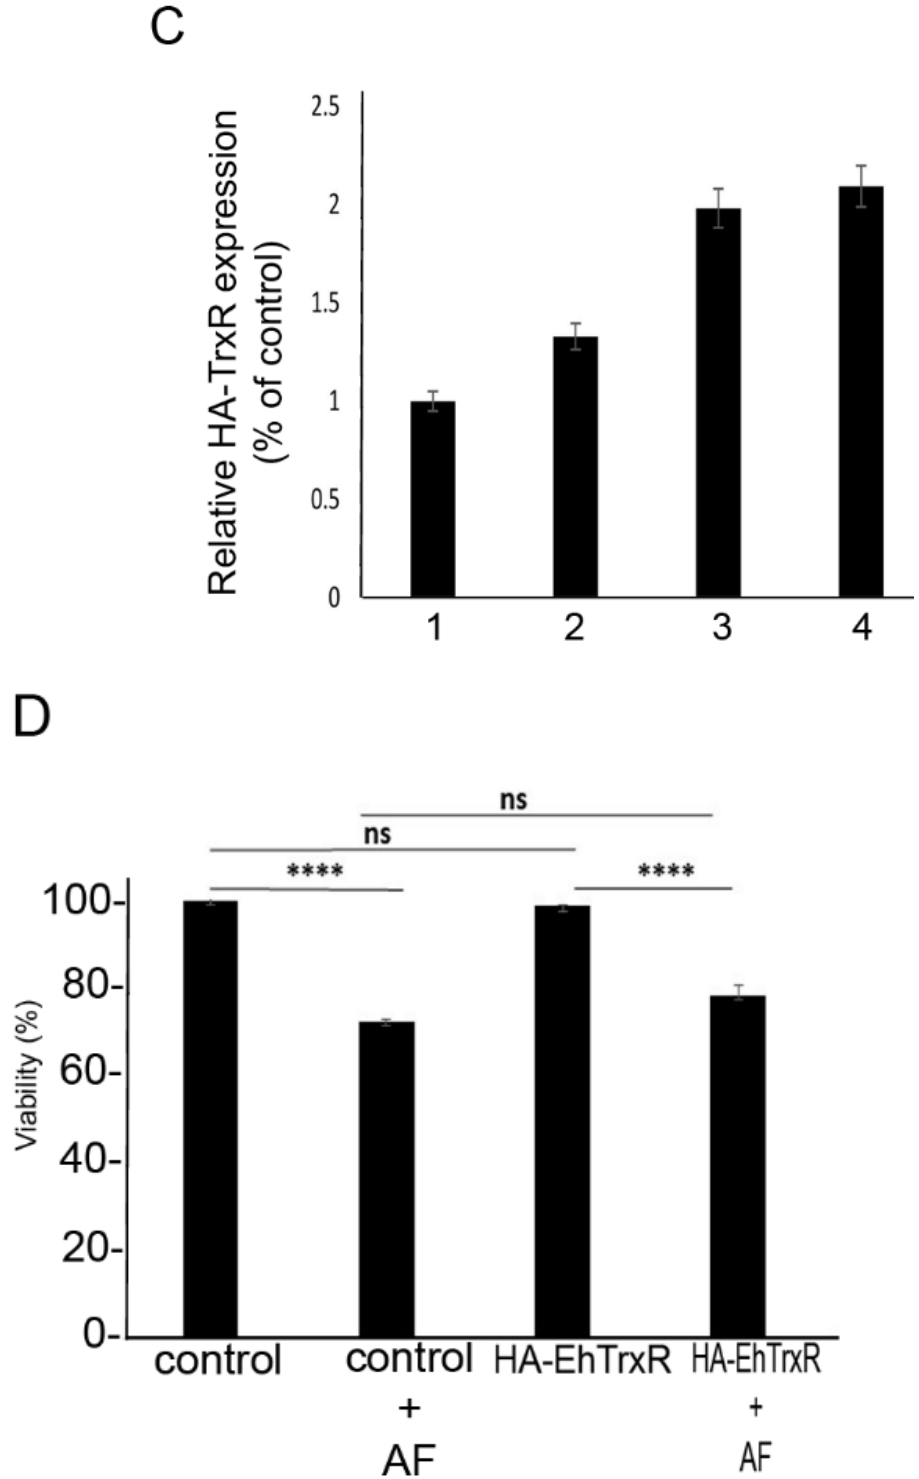 C
Relative HA-TrxR expression
(% of control)
2.5
2
1.5
1
0.5
0
1 2 3 4
D
ns
ns
**** ****
Viability (%)
100-
80-
60-
40-
20-
0-
control control HA-EhTrxR HA-EhTrxR
+ +
AF AF